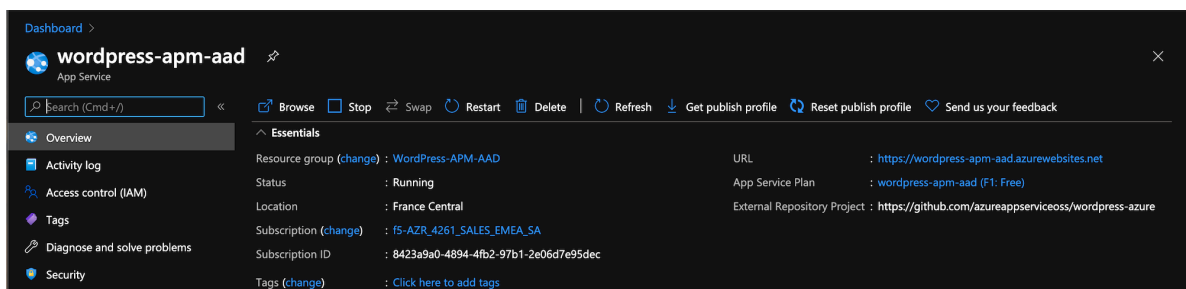 Dashboard >
wordpress-apm-aad
App Service
Search (Cmd+/)
«
Browse Stop Swap Restart Delete Refresh Get publish profile Reset publish profile Send us your feedback
Overview
Activity log
Access control (IAM)
Tags
Diagnose and solve problems
Security
Essentials
Resource group (change) : WordPress-APM-AAD
Status : Running
Location : France Central
Subscription (change) : f5-AZR_4261_SALES_EMEA_SA
Subscription ID : 8423a9a0-4894-4fb2-97b1-2e06d7e95dec
Tags (change) : Click here to add tags
URL : https://wordpress-apm-aad.azurewebsites.net
App Service Plan : wordpress-apm-aad (F1: Free)
External Repository Project : https://github.com/azureappserviceoss/wordpress-azure